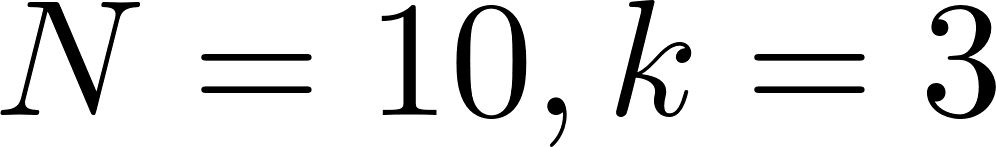 N = 10, k = 3